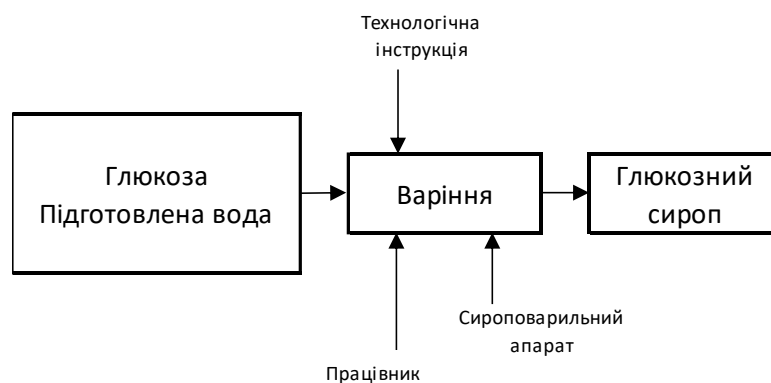 Технологічна
інструкція
Глюкоза
Підготовлена вода
Варіння
Глюкозний
сироп
Сироповарильний
апарат
Працівник